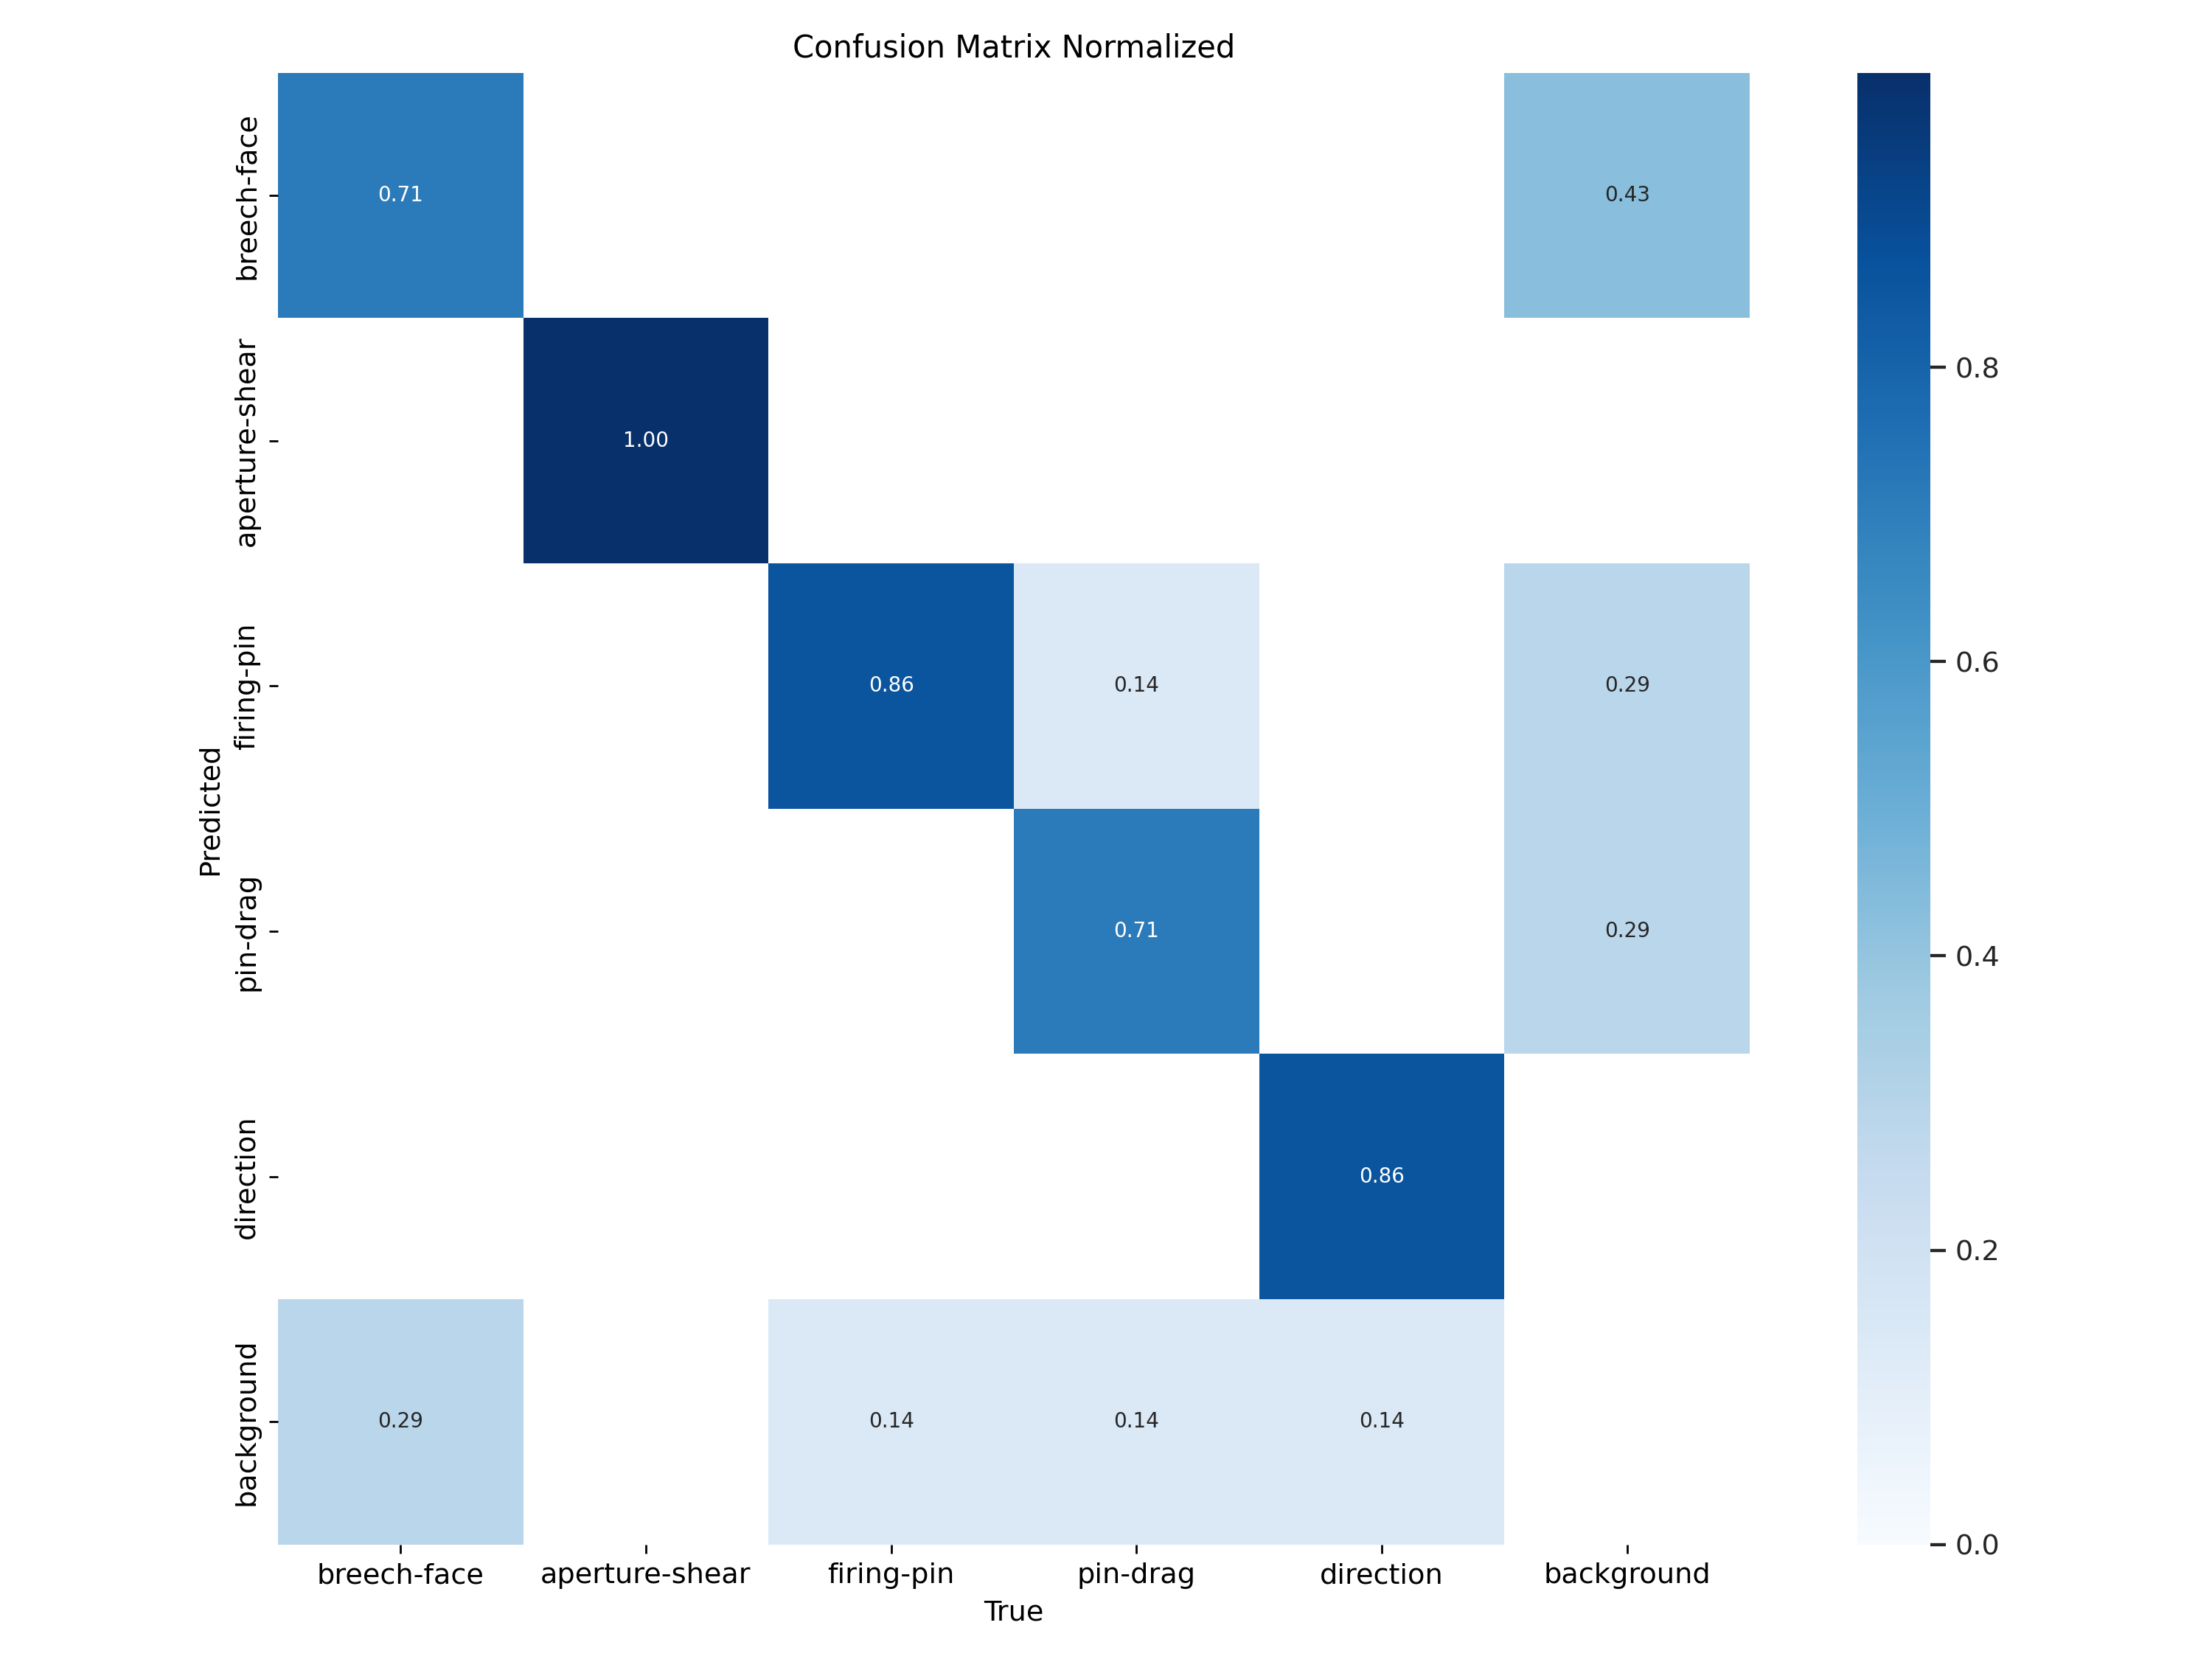 Confusion Matrix Normalized
breech-face
0.71
0.43
aperture-shear
1.00
firing-pin
0.86
0.14
0.29
pin-drag
0.71
0.29
direction
0.86
background
0.29
0.14
0.14
0.14
Predicted
breech-face
aperture-shear
firing-pin
pin-drag
direction
background
True
0.8
0.6
0.4
0.2
0.0